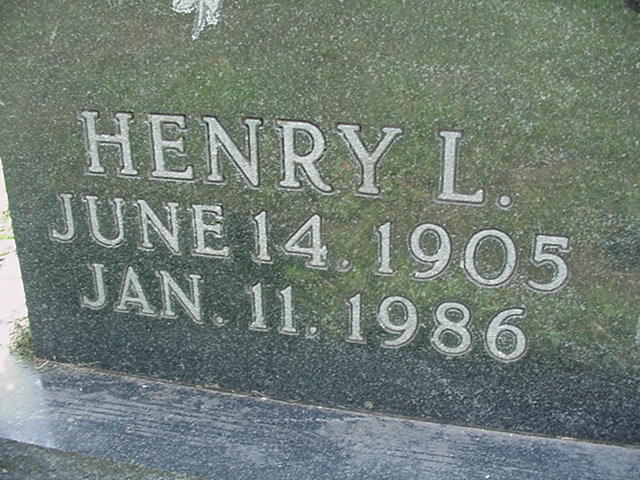 HENRY L.
JUNE 14. 1905
JAN. 11. 1986